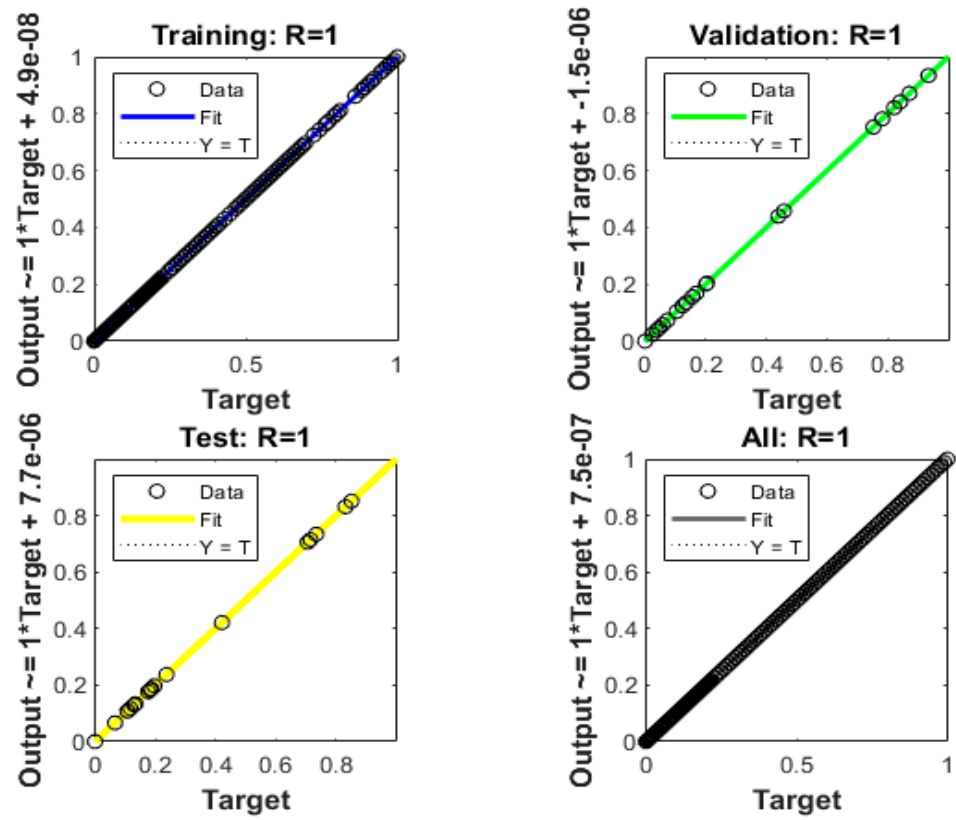 Training: R=1
Output ~= 1*Target + 4.9e-08
1
0.8
0.6
0.4
0.2
0
Data
Fit
Y = T
0
0.5
1
Target
Validation: R=1
Output ~= 1*Target + -1.5e-06
0.8
0.6
0.4
0.2
0
Data
Fit
Y = T
0
0.2
0.4
0.6
0.8
Target
Test: R=1
Output ~= 1*Target + 7.7e-06
0.8
0.6
0.4
0.2
0
Data
Fit
Y = T
0
0.2
0.4
0.6
0.8
Target
All: R=1
Output ~= 1*Target + 7.5e-07
1
0.8
0.6
0.4
0.2
0
Data
Fit
Y = T
0
0.5
1
Target